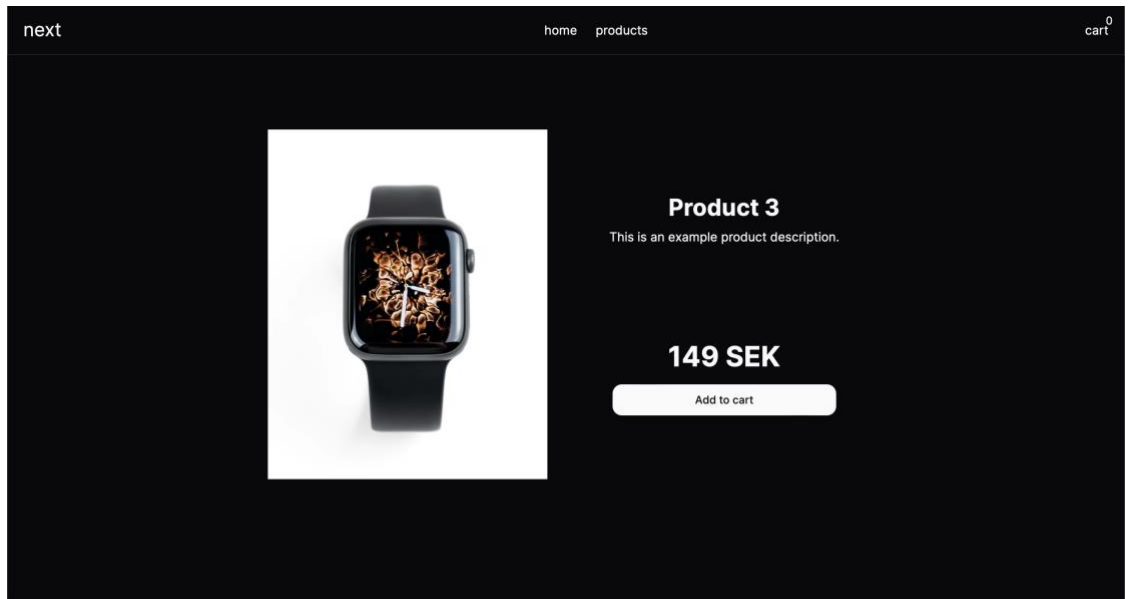 next
home products
0
cart
Product 3
This is an example product description.
149 SEK
Add to cart